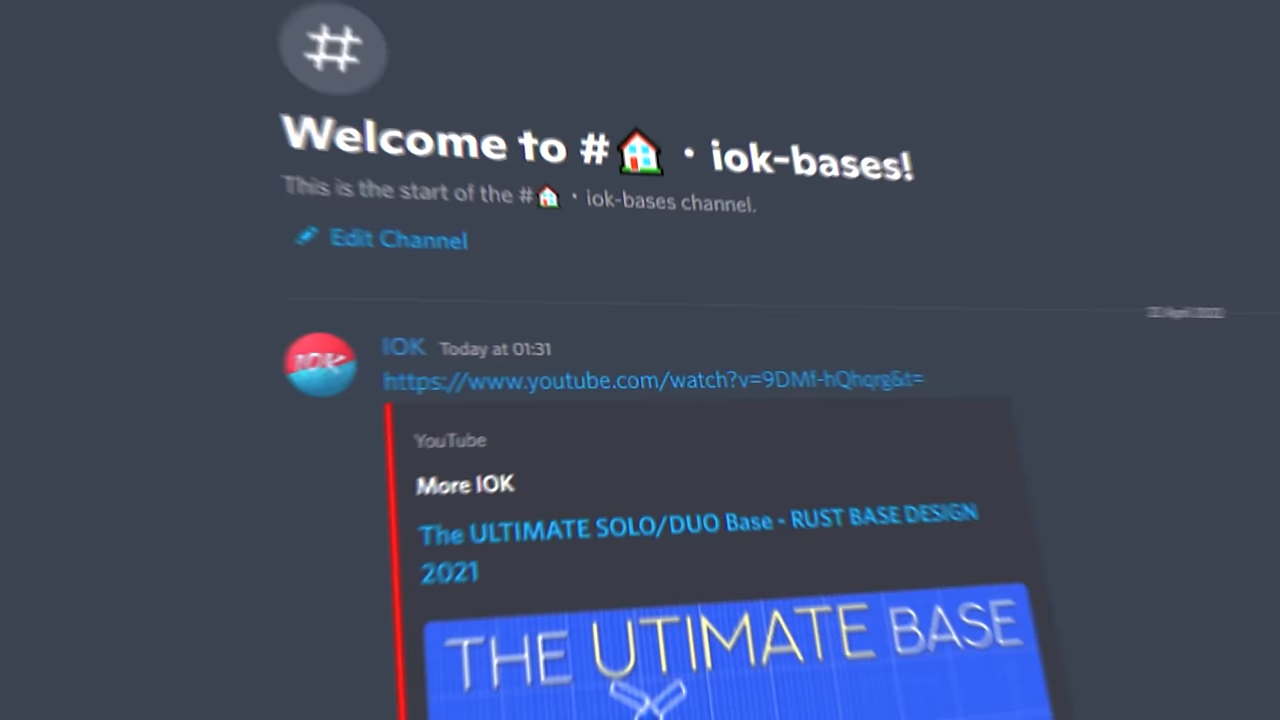 #
Welcome to #🏠 · iok-bases!
This is the start of the #🏠 · iok-bases channel.
Edit Channel
IOK
IOK Today at 01:31
https://www.youtube.com/watch?v=9DMf-hQhqrg&t=
YouTube
More IOK
The ULTIMATE SOLO/DUO Base - RUST BASE DESIGN
2021
THE UTIMATE BASE